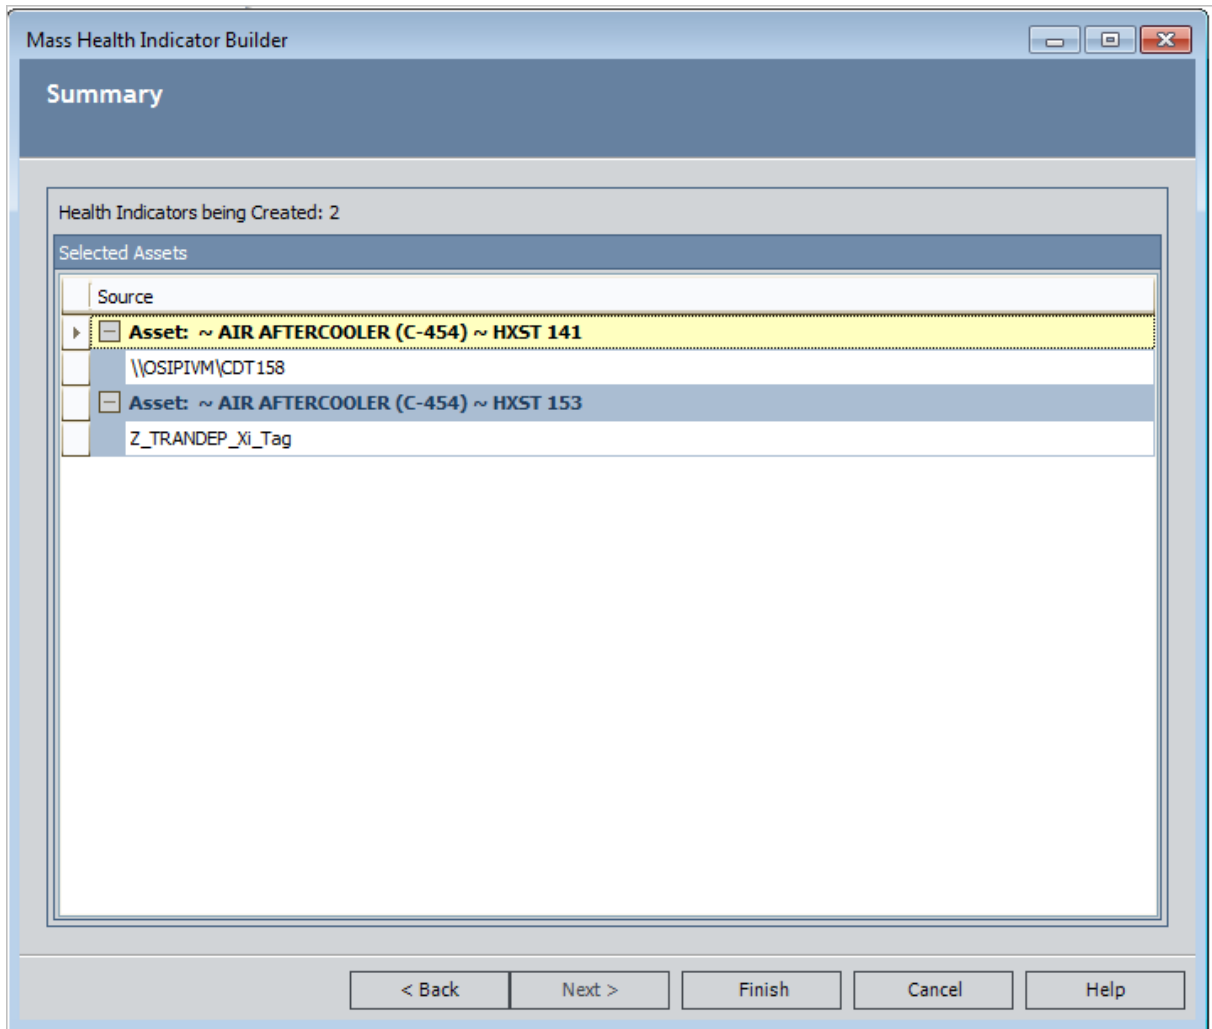 Mass Health Indicator Builder
Summary
Health Indicators being Created: 2
Selected Assets
Source
Asset: ~ AIR AFTERCOOLER (C-454) ~ HXST 141
\\OSIPIVM\CDT158
Asset: ~ AIR AFTERCOOLER (C-454) ~ HXST 153
Z_TRANDEP_Xi_Tag
< Back Next > Finish Cancel Help